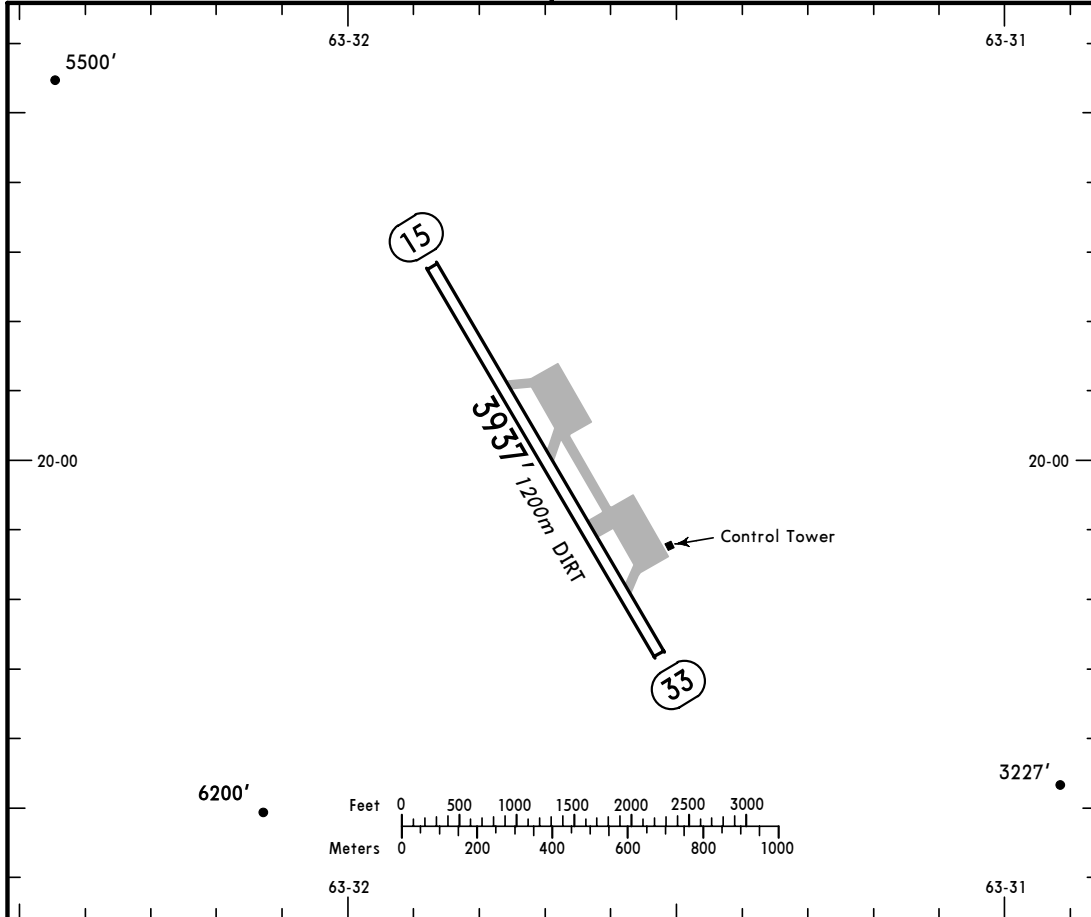 63-32 63-31
5500'
15
3937' 1200m DIRT
20-00 20-00
Control Tower
33
3227'
6200'
Feet 0 500 1000 1500 2000 2500 3000
Meters 0 200 400 600 800 1000
63-32 63-31